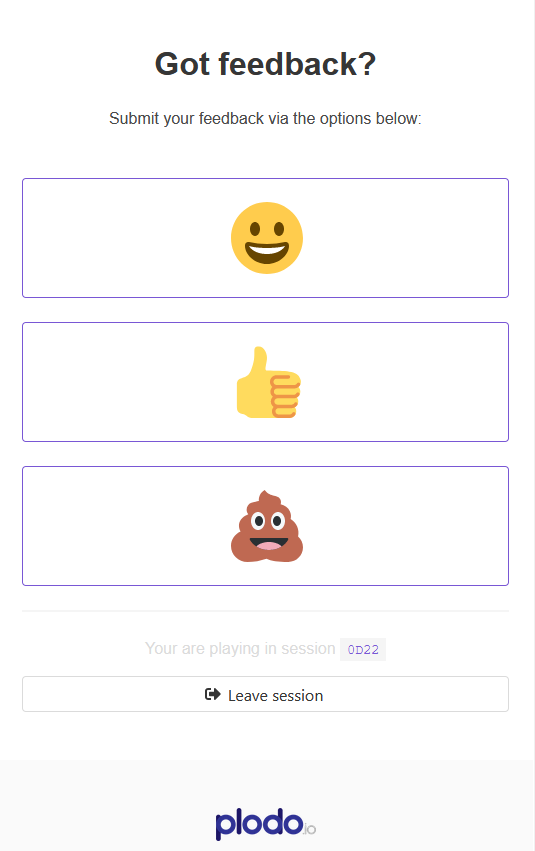 Got feedback?
Submit your feedback via the options below:
Your are playing in session 0D22
Leave session
plodo.io